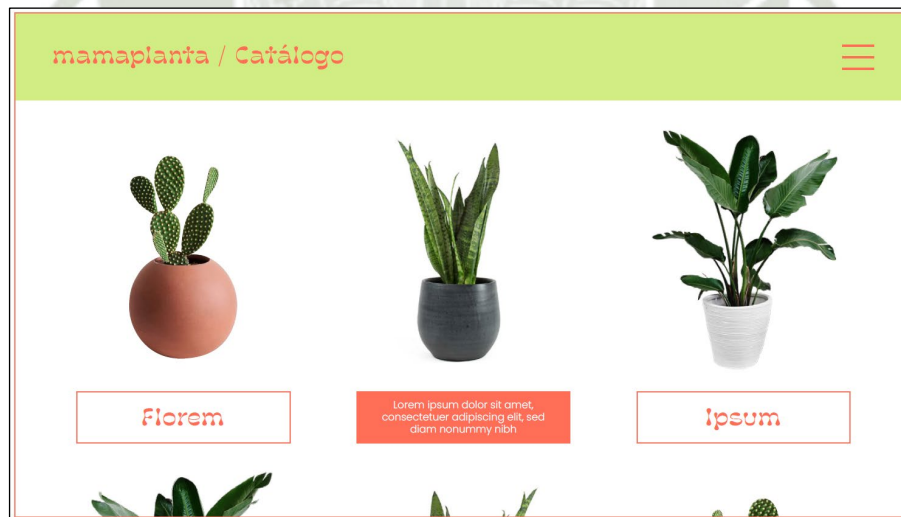 mamaplanta / Catálogo
Florem
Lorem ipsum dolor sit amet,
consectetuer adipiscing elit, sed
diam nonummy nibh
Ipsum